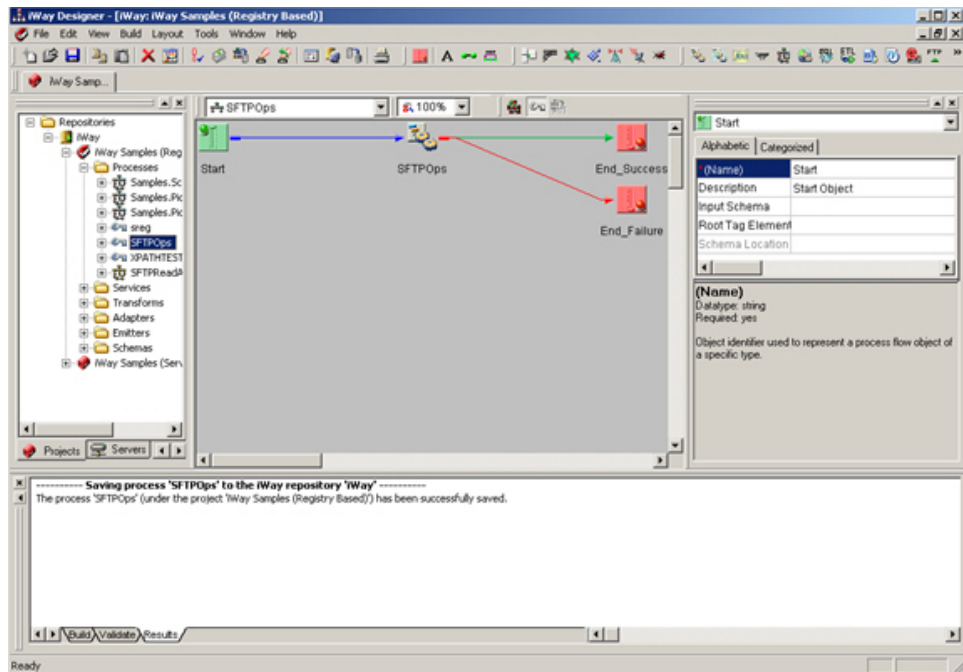 iWay Designer - [iWay: iWay Samples (Registry Based)]
File Edit View Build Layout Tools Window Help
iWay Samp...
Repositories
iWay
iWay Samples (Reg
Processes
Samples.Sc
Samples.Pic
Samples.Pic
sreg
SFTPOps
XPATHTEST
SFTPReadA
Services
Transforms
Adapters
Emitters
Schemas
iWay Samples (Serv
Projects
Servers
SFTPOps
100%
Start
SFTPOps
End_Success
End_Failure
Start
Alphabetic
Categorized
*(Name) Start
Description Start Object
Input Schema
Root Tag Element
Schema Location
(Name)
Datatype: string
Required: yes
Object identifier used to represent a process flow object of
a specific type.
---------- Saving process 'SFTPOps' to the iWay repository 'iWay' ----------
The process 'SFTPOps' (under the project 'iWay Samples (Registry Based)') has been successfully saved.
Build
Validate
Results
Ready